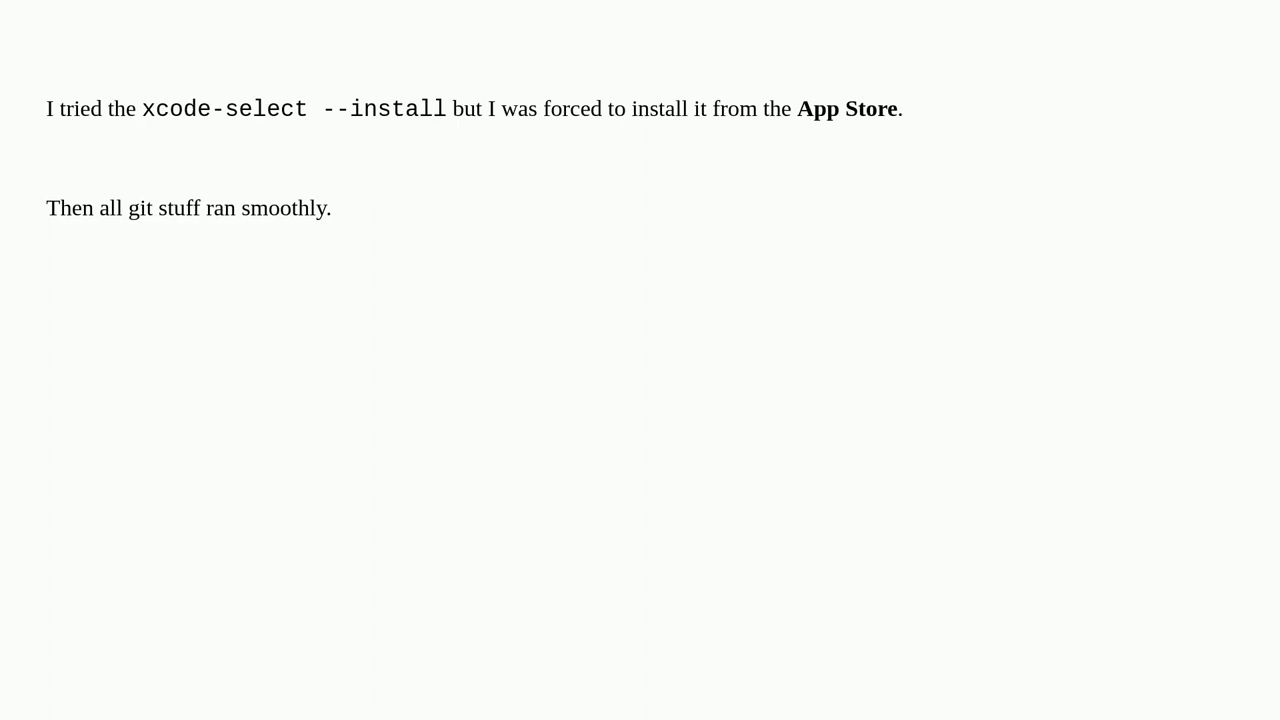 I tried the xcode-select --install but I was forced to install it from the App Store.
Then all git stuff ran smoothly.